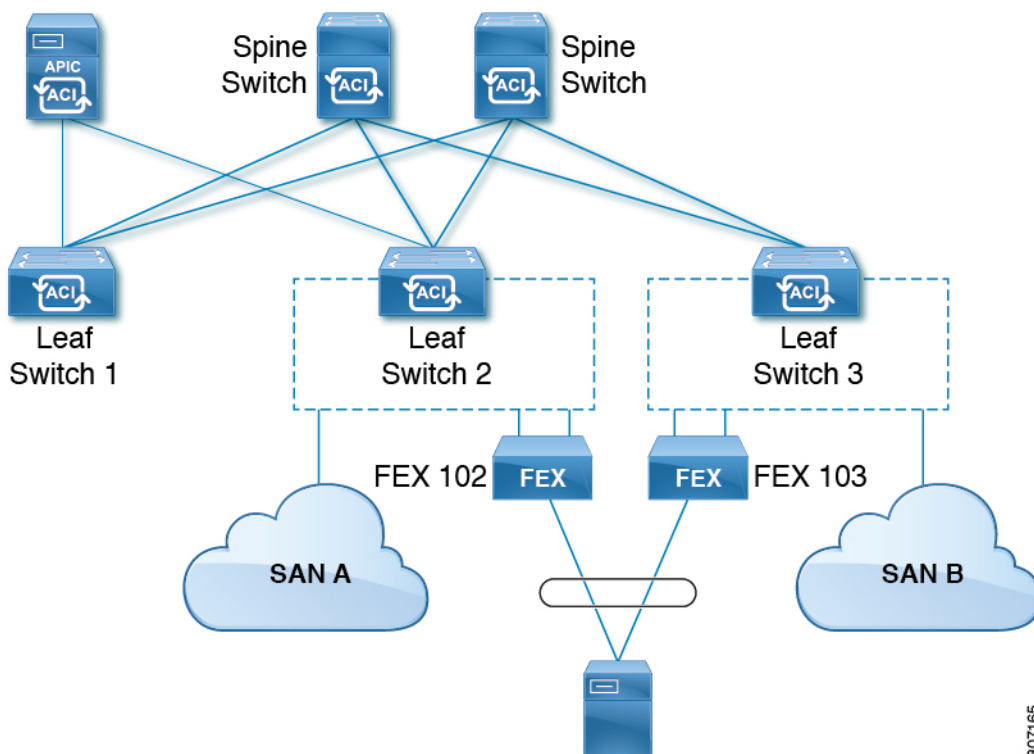 Spine
Switch
Spine
Switch
APIC
ACI
ACI
ACI
ACI
ACI
ACI
Leaf
Switch 1
Leaf
Switch 2
Leaf
Switch 3
FEX 102
FEX
FEX
FEX 103
SAN A
SAN B